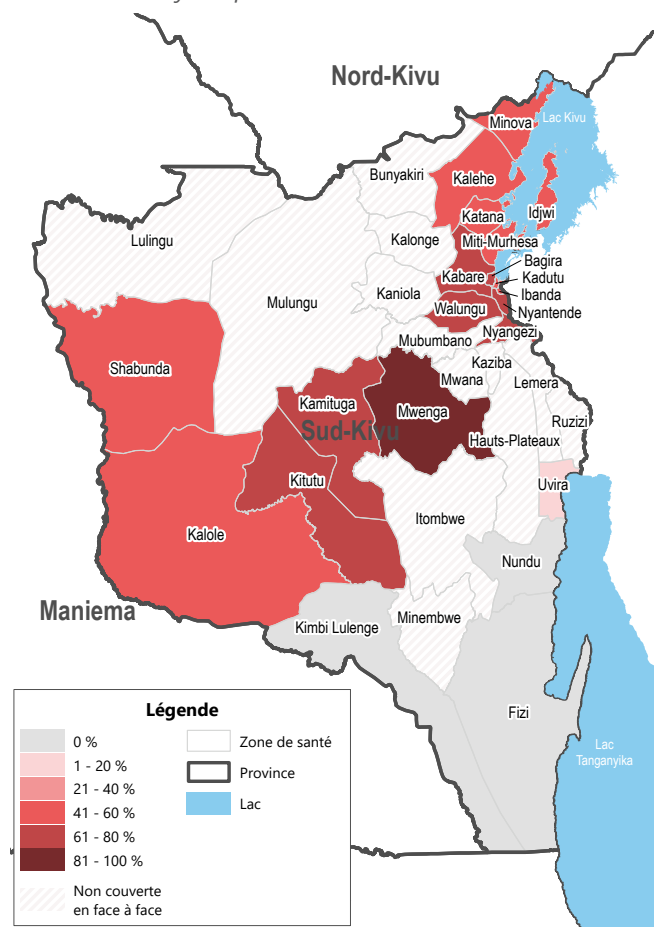 Nord-Kivu
Lac Kivu
Minova
Bunyakiri
Kalehe
Katana
Idjwi
Lulingu
Kalonge
Miti-Murhesa
Bagira
Kabare
Kadutu
Ibanda
Mulungu
Kaniola
Walungu
Nyantende
Nyangezi
Mubumbano
Kaziba
Shabunda
Mwana
Lemera
Kamituga
Mwenga
Ruzizi
Sud-Kivu
Hauts-Plateaux
Kitutu
Uvira
Itombwe
Kalole
Nundu
Maniema
Minembwe
Kimbi Lulenge
Fizi
Lac
Tanganyika
Légende
0 %
1 - 20 %
21 - 40 %
41 - 60 %
61 - 80 %
81 - 100 %
Non couverte
en face à face
Zone de santé
Province
Lac